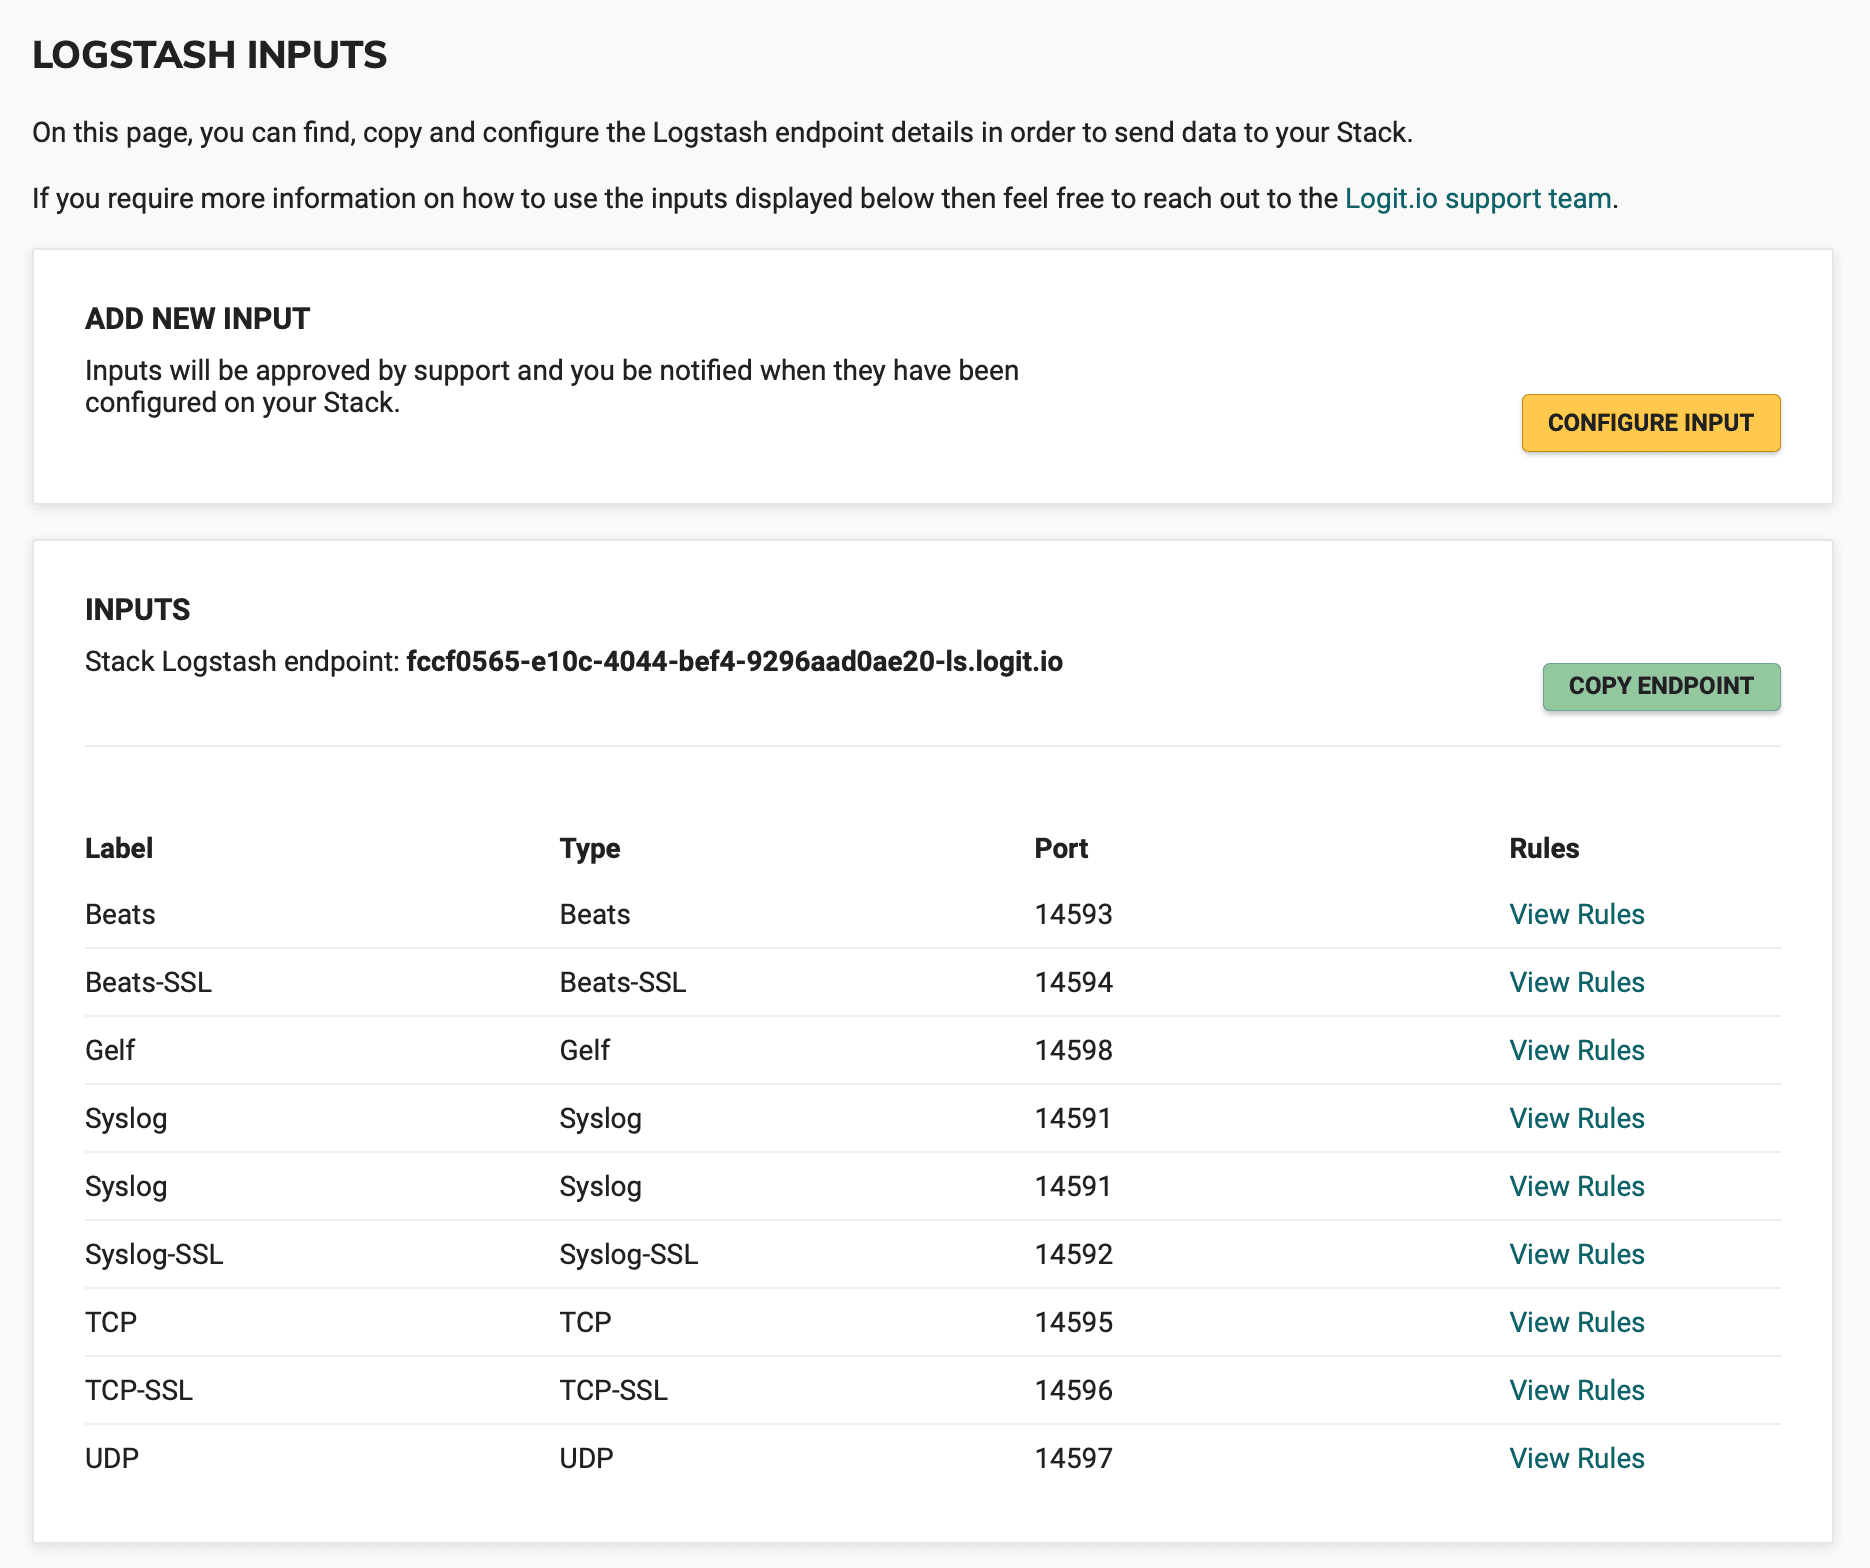 LOGSTASH INPUTS
On this page, you can find, copy and configure the Logstash endpoint details in order to send data to your Stack.
If you require more information on how to use the inputs displayed below then feel free to reach out to the Logit.io support team.
ADD NEW INPUT
Inputs will be approved by support and you be notified when they have been
configured on your Stack.
CONFIGURE INPUT
INPUTS
Stack Logstash endpoint: fccf0565-e10c-4044-bef4-9296aad0ae20-ls.logit.io
COPY ENDPOINT
Label Type Port Rules
Beats Beats 14593 View Rules
Beats-SSL Beats-SSL 14594 View Rules
Gelf Gelf 14598 View Rules
Syslog Syslog 14591 View Rules
Syslog Syslog 14591 View Rules
Syslog-SSL Syslog-SSL 14592 View Rules
TCP TCP 14595 View Rules
TCP-SSL TCP-SSL 14596 View Rules
UDP UDP 14597 View Rules